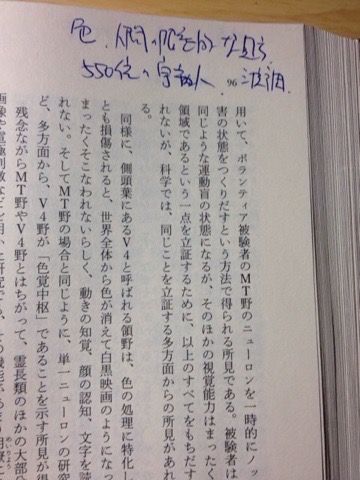 色、人間の
550位の宇宙人
96
用いて、ボランティア被験者のMT野のニューロンを一時的にノッ
害の状態をつくりだすという方法で得られる所見である。被験者は
同じような運動盲の状態になるが、そのほかの視覚能力はまったく
領域であるという一点を立証するために、以上のすべてをもちだす
れないが、科学では、同じことを立証する多方面からの所見があれ
る。
同様に、側頭葉にあるV4と呼ばれる領野は、色の処理に特化し
とも損傷されると、世界全体から色が消えて白黒映画のようになっ
まったくそこなわれないらしく、動きの知覚、顔の認知、文字を読
れない。そしてMT野の場合と同じように、単一ニューロンの研究
ど、多方面から、V4野が「色覚中枢」であることを示す所見が得
残念ながらMT野やV4野とはちがって、霊長類のほかの大部分